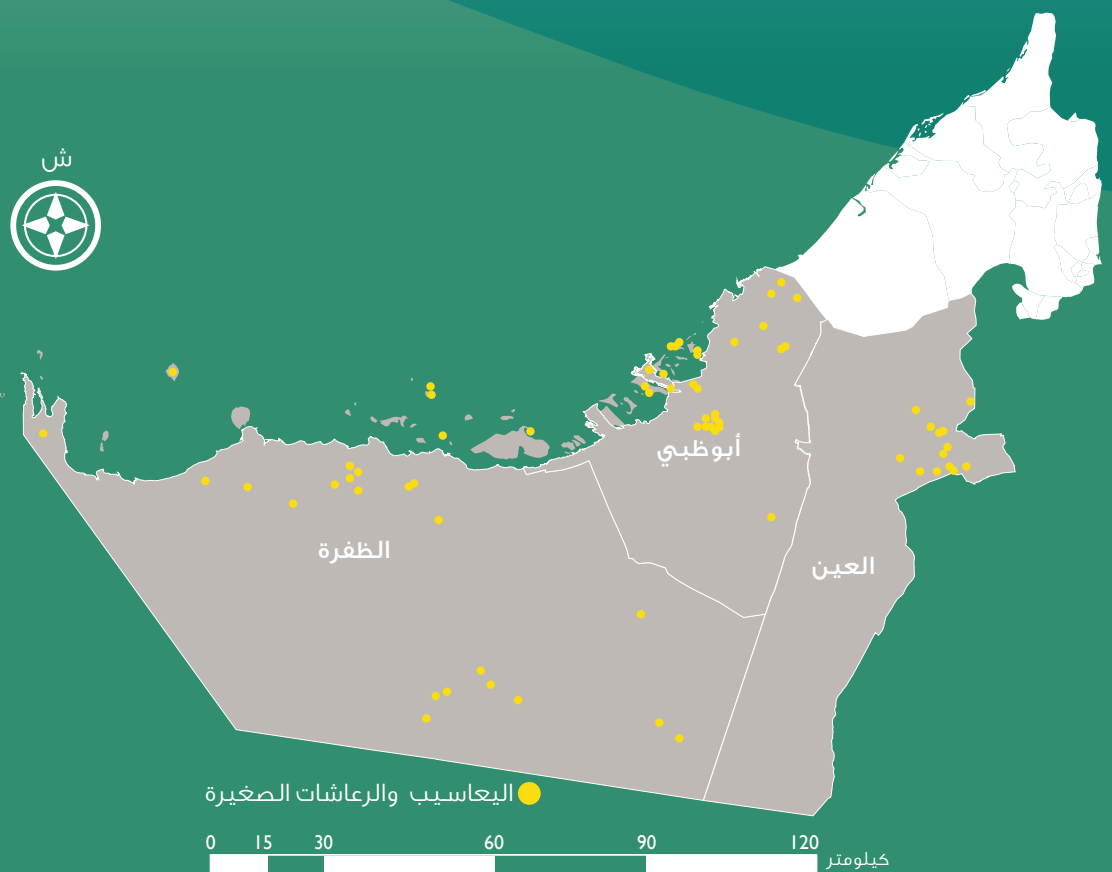 ش
أبوظبي
الظفرة
العين
اليعاسيب والرعاشات الصغيرة
0 15 30 60 90 120
كيلومتر